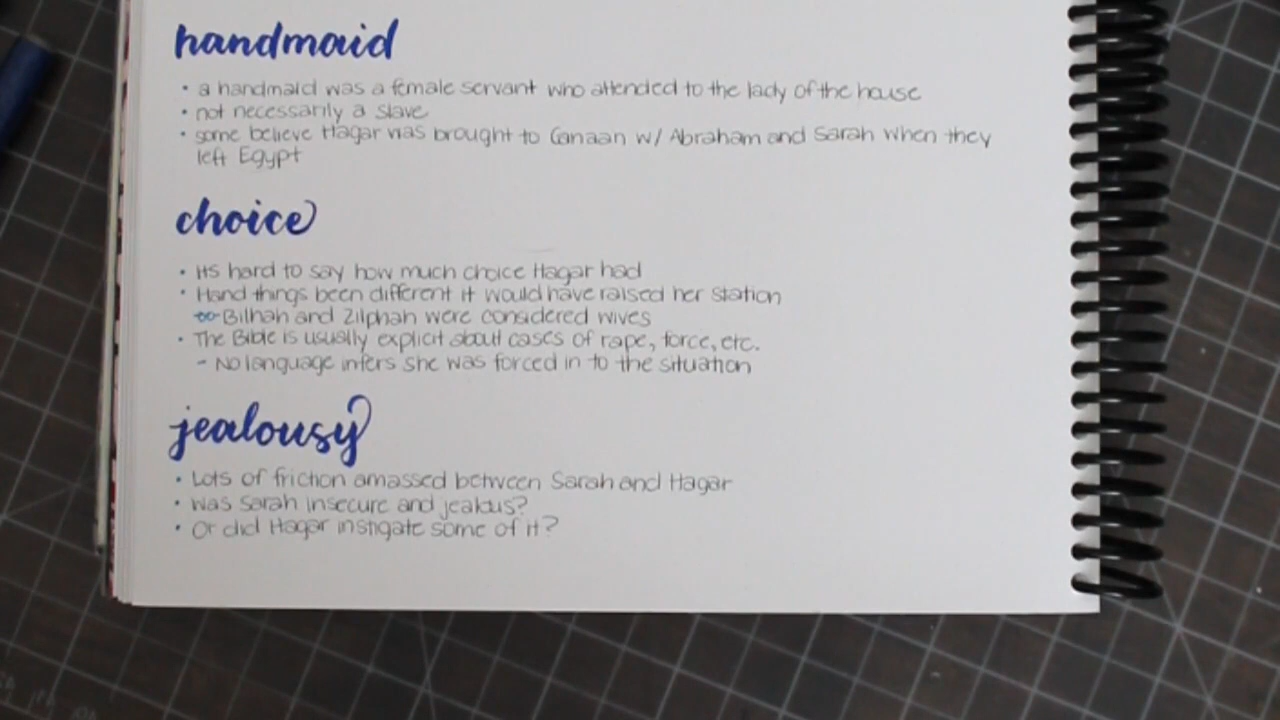 handmaid
• a handmaid was a female servant who attended to the lady of the house
• not necessarily a slave
• some believe Hagar was brought to Canaan w/ Abraham and Sarah when they
left Egypt
choice
• Its hard to say how much choice Hagar had
• Hand things been different it would have raised her station
Bilhah and Zilphah were considered wives
• The Bible is usually explicit about cases of rape, force, etc.
- No language infers she was forced in to the situation
jealousy
• Lots of friction amassed between Sarah and Hagar
• Was Sarah insecure and jealous?
• Or did Hagar instigate some of it?